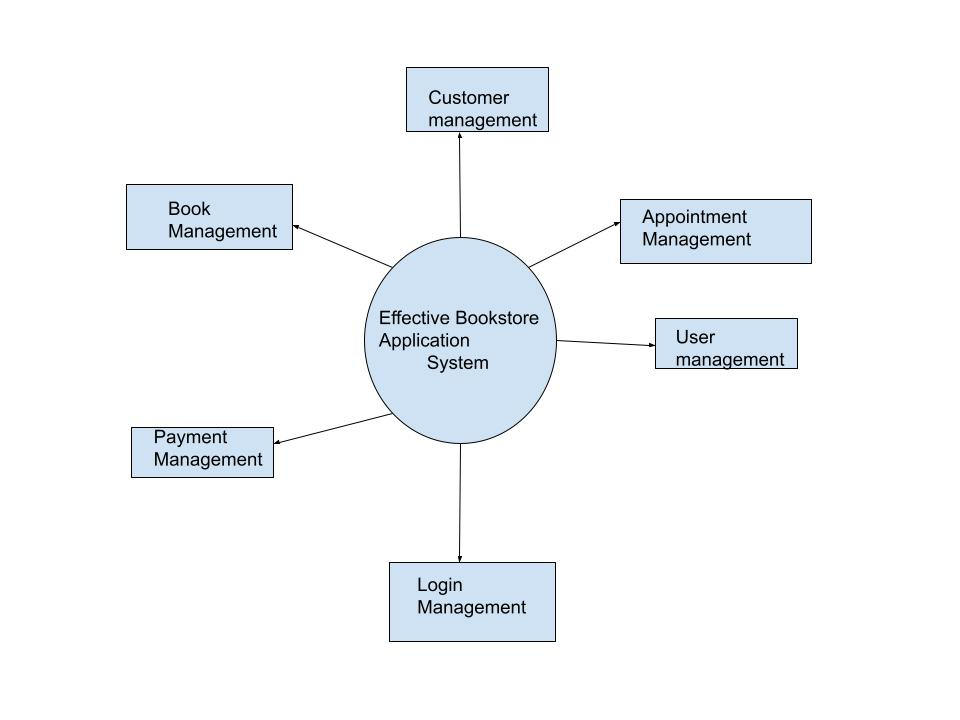 Customer
management
Book
Management
Appointment
Management
Effective Bookstore
Application
System
User
management
Payment
Management
Login
Management